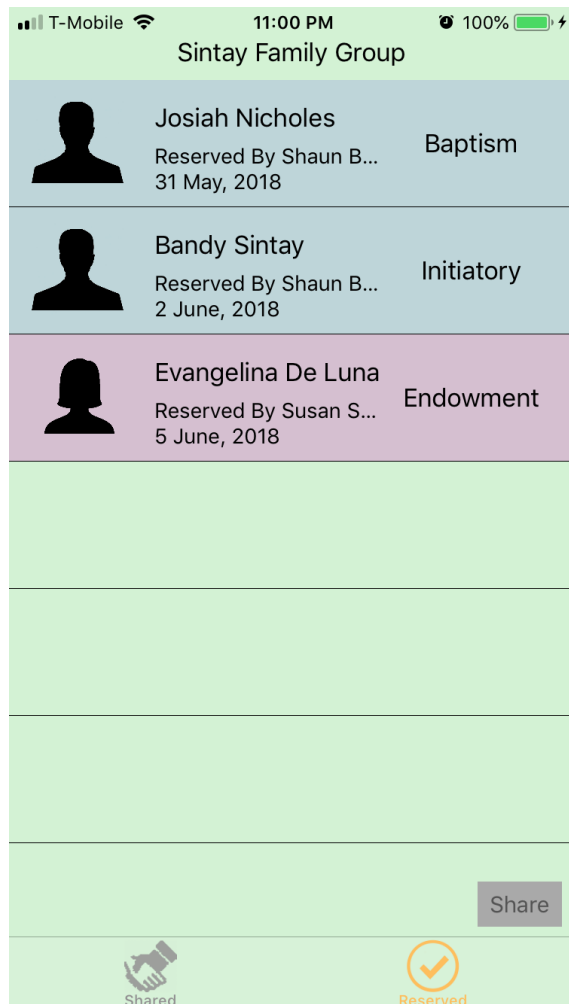 T-Mobile 11:00 PM 100%
Sintay Family Group
Josiah Nicholes
Reserved By Shaun B...
31 May, 2018
Baptism
Bandy Sintay
Reserved By Shaun B...
2 June, 2018
Initiatory
Evangelina De Luna
Reserved By Susan S...
5 June, 2018
Endowment
Share
Shared
Reserved